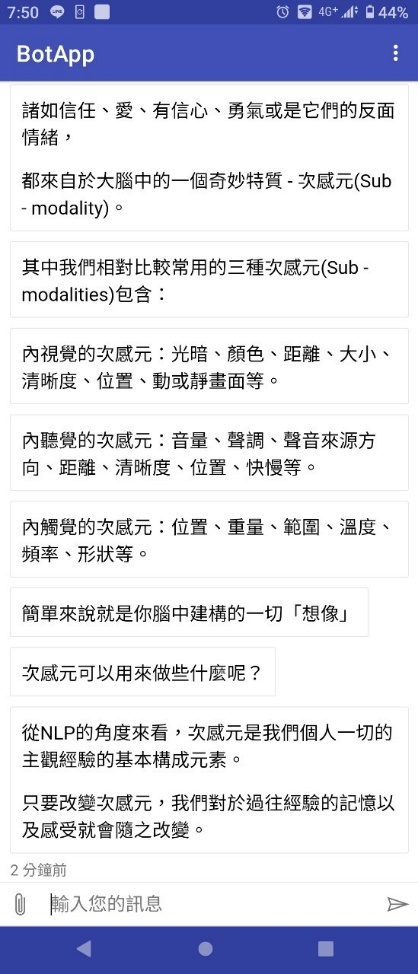 7:50
4G+
44%
BotApp
諸如信任、愛、有信心、勇氣或是它們的反面
情緒，
都來自於大腦中的一個奇妙特質 - 次感元(Sub
- modality)。
其中我們相對比較常用的三種次感元(Sub -
modalities)包含：
內視覺的次感元：光暗、顏色、距離、大小、
清晰度、位置、動或靜畫面等。
內聽覺的次感元：音量、聲調、聲音來源方
向、距離、清晰度、位置、快慢等。
內觸覺的次感元：位置、重量、範圍、溫度、
頻率、形狀等。
簡單來說就是你腦中建構的一切「想像」
次感元可以用來做些什麼呢？
從NLP的角度來看，次感元是我們個人一切的
主觀經驗的基本構成元素。
只要改變次感元，我們對於過往經驗的記憶以
及感受就會隨之改變。
2 分鐘前
輸入您的訊息